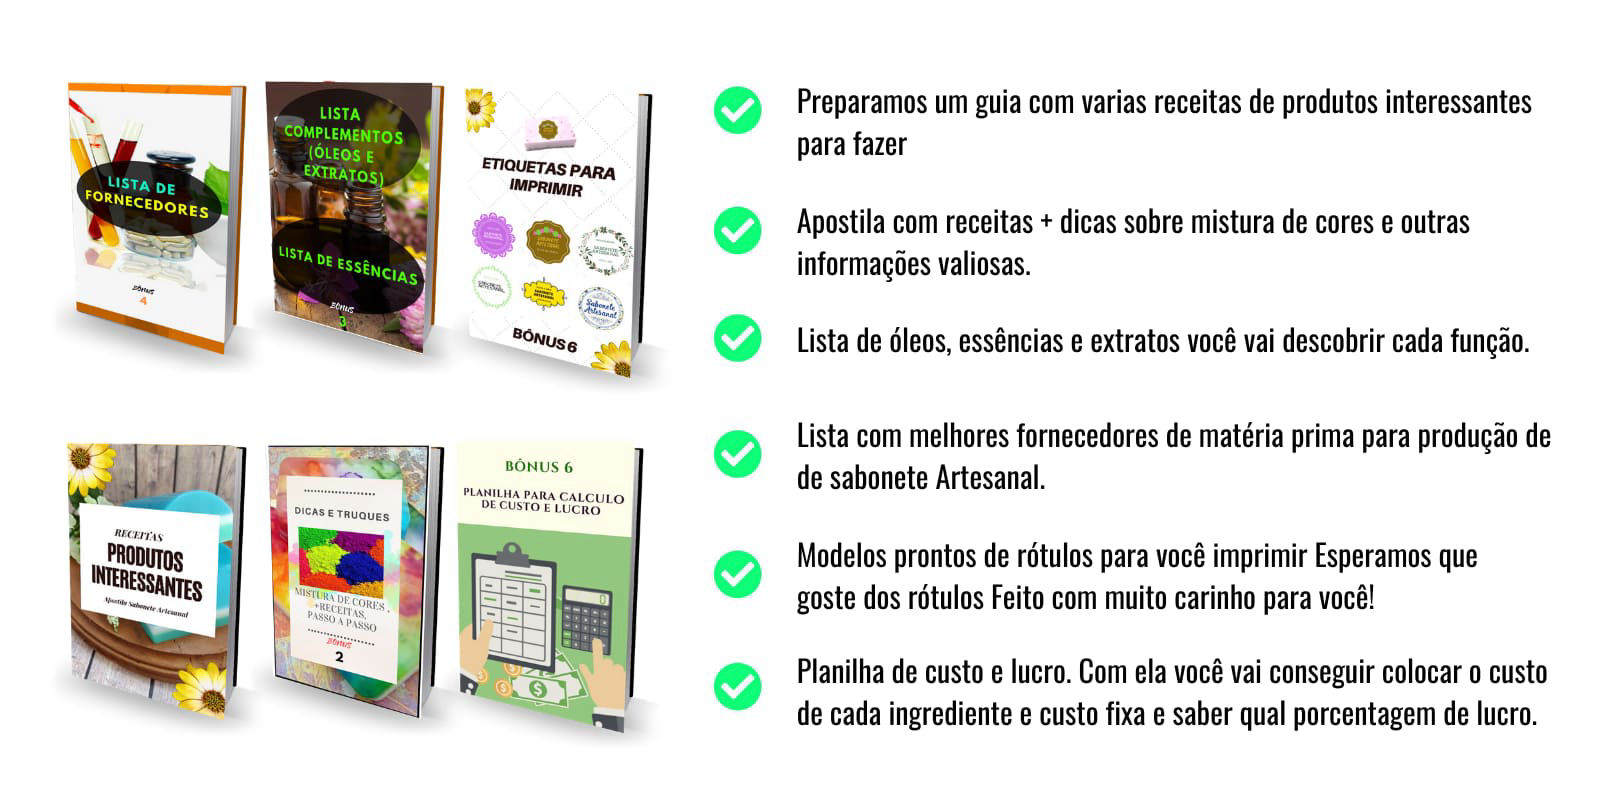 LISTA DE
FORNECEDORES
BÔNUS
4
LISTA
COMPLEMENTOS
(ÓLEOS E
EXTRATOS)
LISTA DE ESSÊNCIAS
BÔNUS
3
ETIQUETAS PARA
IMPRIMIR
SABONETE
ARTESANAL
Sabonete
Artesanal
BÔNUS 6
RECEITAS
PRODUTOS
INTERESSANTES
Apostila Sabonete Artesanal
DICAS E TRUQUES
MISTURA DE CORES ,
+RECEITAS,
PASSO A PASSO
BÔNUS
2
BÔNUS 6
PLANILHA PARA CALCULO
DE CUSTO E LUCRO
Preparamos um guia com varias receitas de produtos interessantes
para fazer
Apostila com receitas + dicas sobre mistura de cores e outras
informações valiosas.
Lista de óleos, essências e extratos você vai descobrir cada função.
Lista com melhores fornecedores de matéria prima para produção de
de sabonete Artesanal.
Modelos prontos de rótulos para você imprimir Esperamos que
goste dos rótulos Feito com muito carinho para você!
Planilha de custo e lucro. Com ela você vai conseguir colocar o custo
de cada ingrediente e custo fixa e saber qual porcentagem de lucro.